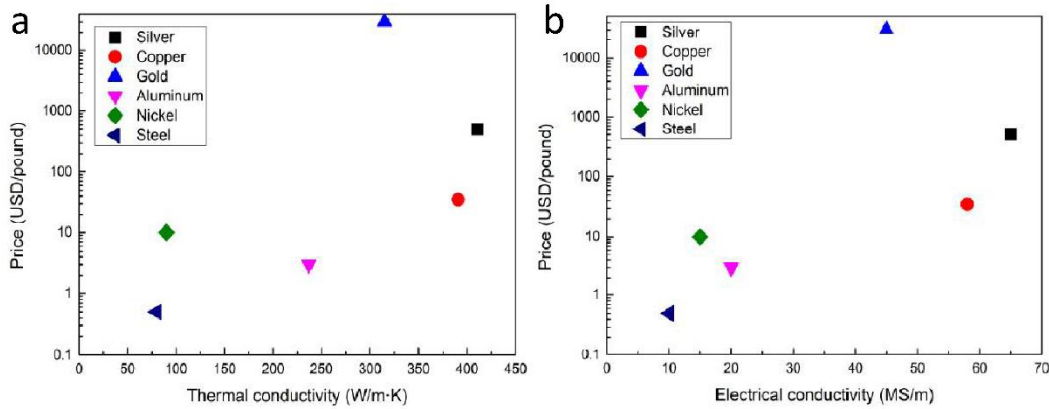 a
10000
1000
100
10
1
0.1
Price (USD/pound)
Silver
Copper
Gold
Aluminum
Nickel
Steel
0 50 100 150 200 250 300 350 400 450
Thermal conductivity (W/m·K)
b
10000
1000
100
10
1
0.1
Price (USD/pound)
Silver
Copper
Gold
Aluminum
Nickel
Steel
0 10 20 30 40 50 60 70
Electrical conductivity (MS/m)